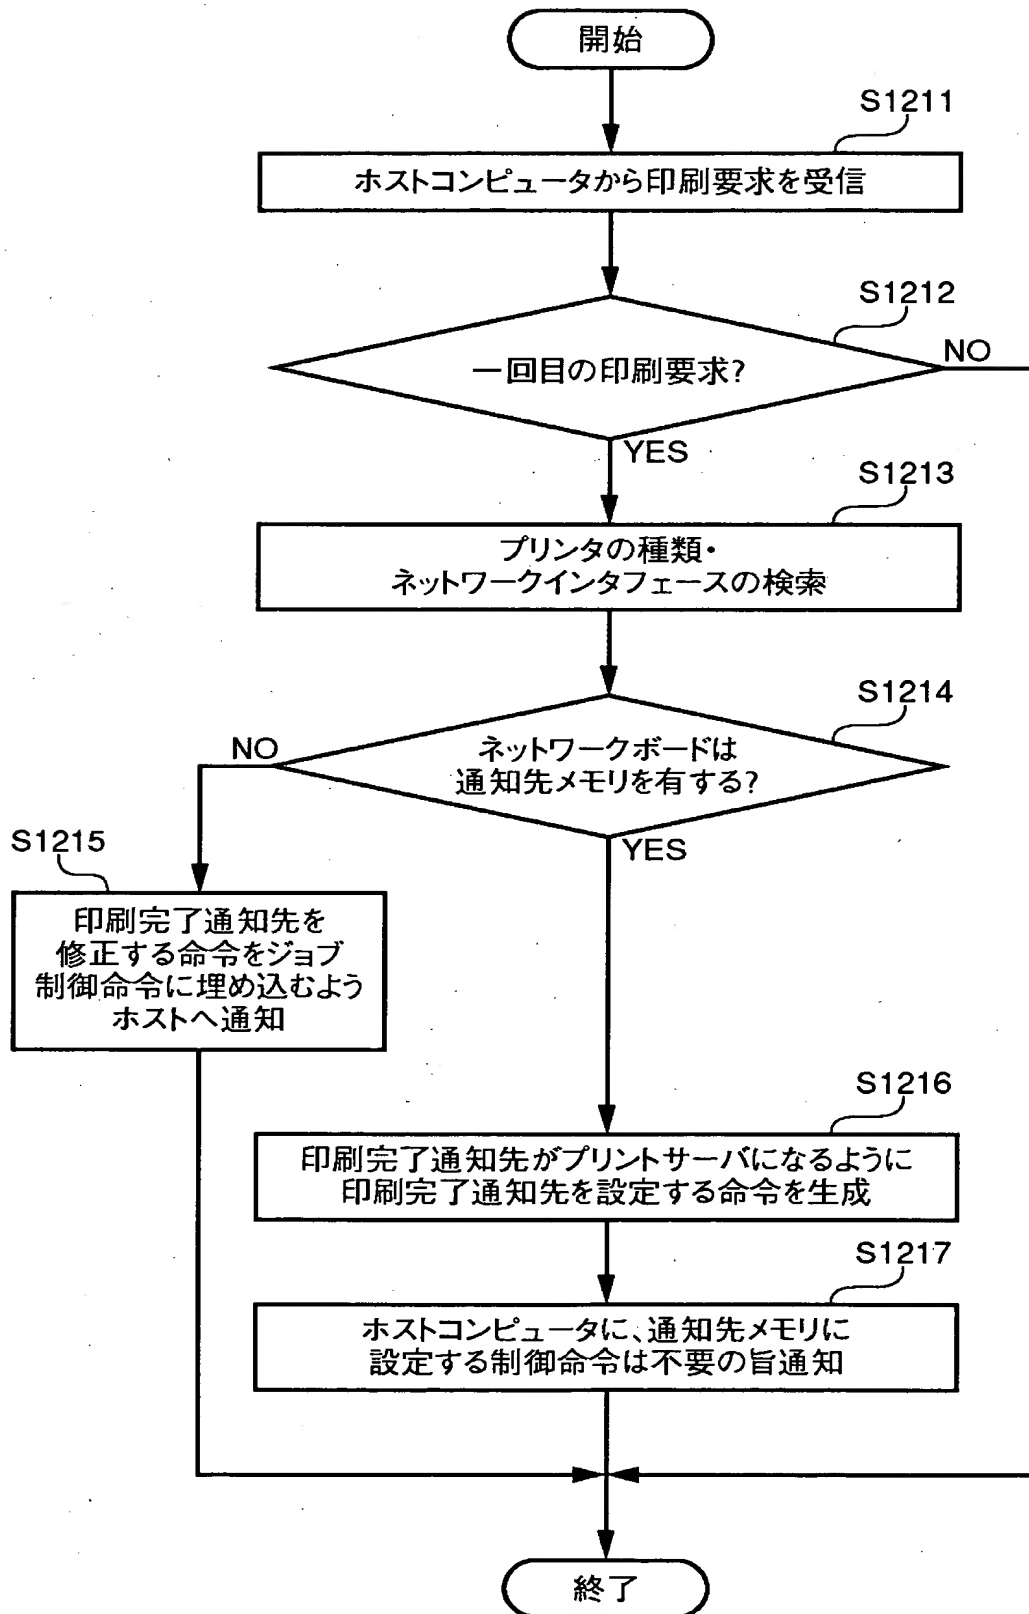 開始
S1211
ホストコンピュータから印刷要求を受信
S1212
一回目の印刷要求?
NO
YES
S1213
プリンタの種類・
ネットワークインタフェースの検索
S1214
ネットワークボードは
通知先メモリを有する?
NO
YES
S1215
印刷完了通知先を
修正する命令をジョブ
制御命令に埋め込むよう
ホストへ通知
S1216
印刷完了通知先がプリントサーバになるように
印刷完了通知先を設定する命令を生成
S1217
ホストコンピュータに、通知先メモリに
設定する制御命令は不要の旨通知
終了